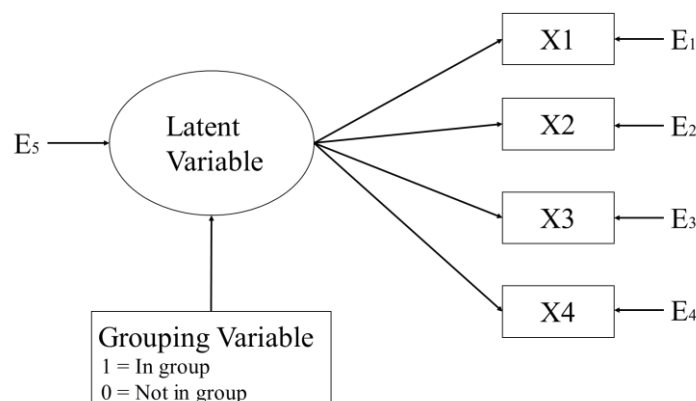 X1
E1
X2
E2
Latent
Variable
E5
X3
E3
X4
E4
Grouping Variable
1 = In group
0 = Not in group